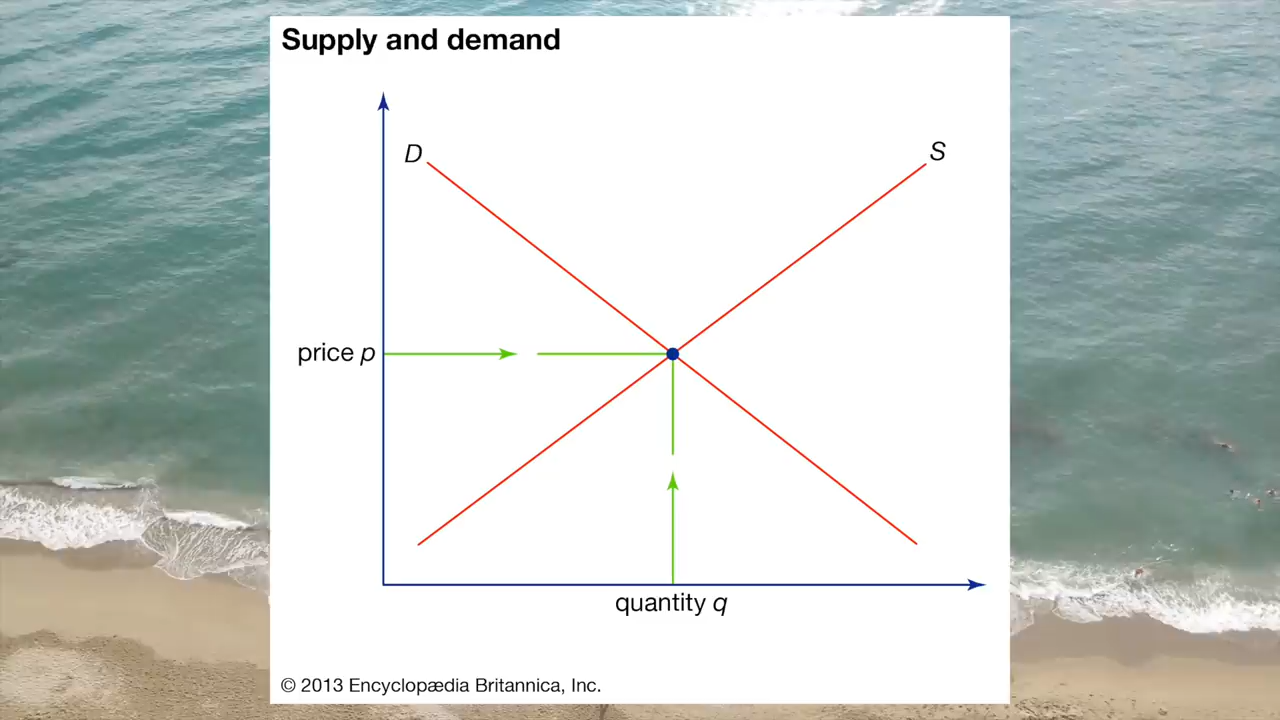 Supply and demand
D
S
price p
quantity q
© 2013 Encyclopædia Britannica, Inc.